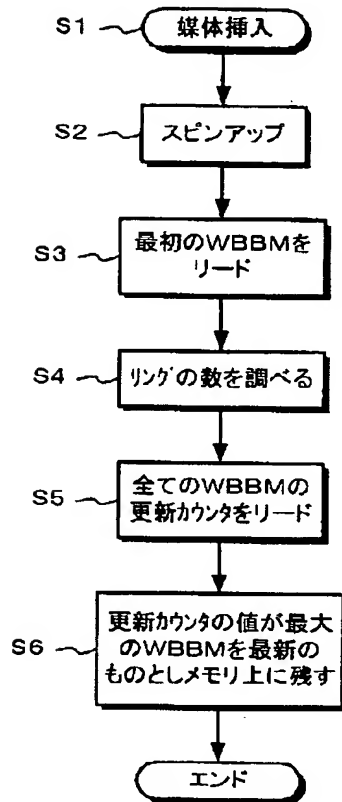 S1
媒体挿入
S2
スピンアップ
S3
最初のWBBMを
リード
S4
リングの数を調べる
S5
全てのWBBMの
更新カウンタをリード
S6
更新カウンタの値が最大
のWBBMを最新の
ものとしメモリ上に残す
エンド